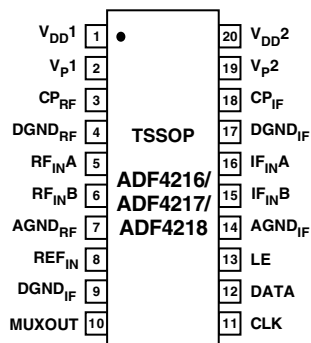 VDD1 1 20 VDD2
VP1 2 19 VP2
CPRF 3 18 CPIF
DGNDRF 4 TSSOP 17 DGNDIF
RFINA 5 16 IFINA
ADF4216/
RFINB 6 ADF4217/ 15 IFINB
AGNDRF 7 ADF4218 14 AGNDIF
REFIN 8 13 LE
DGNDIF 9 12 DATA
MUXOUT 10 11 CLK